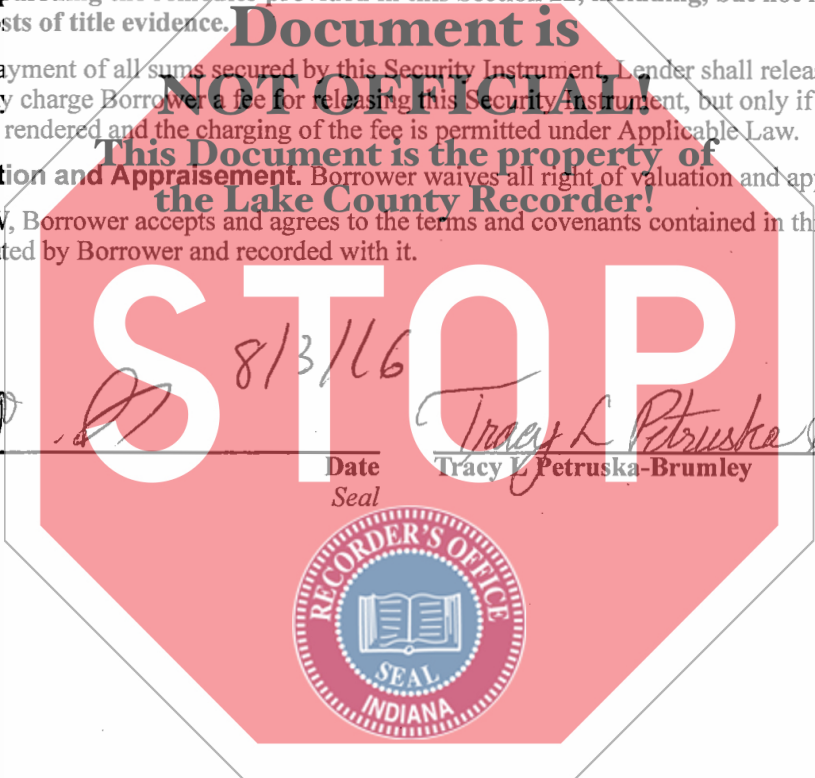 sts of title evidence.
Document is
ayment of all sums secured by this Security Instrument, Lender shall releas
NOT OFFICIAL!
y charge Borrower a fee for releasing this Security Instrument, but only if
rendered and the charging of the fee is permitted under Applicable Law.
This Document is the property of
tion and Appraisement. Borrower waives all right of valuation and app
the Lake County Recorder!
, Borrower accepts and agrees to the terms and covenants contained in thi
ted by Borrower and recorded with it.
STOP
8/3/16
Tracy L Petruska
Date
Tracy L Petruska-Brumley
Seal
RECORDER'S OFFICE
SEAL
INDIANA